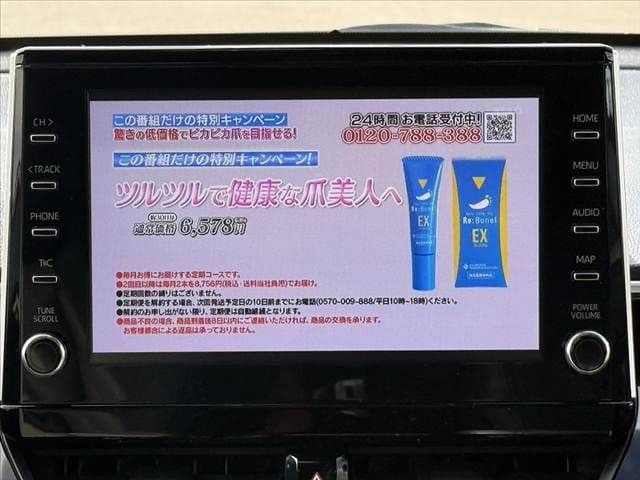 この番組だけの特別キャンペーン
驚きの低価格でピカピカ爪を目指せる!
24時間 お電話受付中!
0120-788-388
この番組だけの特別キャンペーン!
ツルツルで健康な爪美人へ
約30日分
通常価格 6,578円
Re:Bonel
EX
Re:Bonel
EX
●毎月お得にお届けする定期コースです。
●2回目以降は毎月2本を8,756円(税込・送料当社負担)でお届け。
●定期回数の縛りはございません。
●定期便を解約する場合、次回発送予定日の10日前までにお電話(0570-009-888/平日10時~18時)ください。
●解約のお申し出がない限り、定期便は自動継続となります。
●商品不良の場合、商品到着後8日以内にご連絡いただければ、商品の交換を承ります。
お客様都合による返品は承っておりません。
CH >
< TRACK
PHONE
T/C
TUNE
SCROLL
HOME
MENU
AUDIO
MAP
POWER
VOLUME